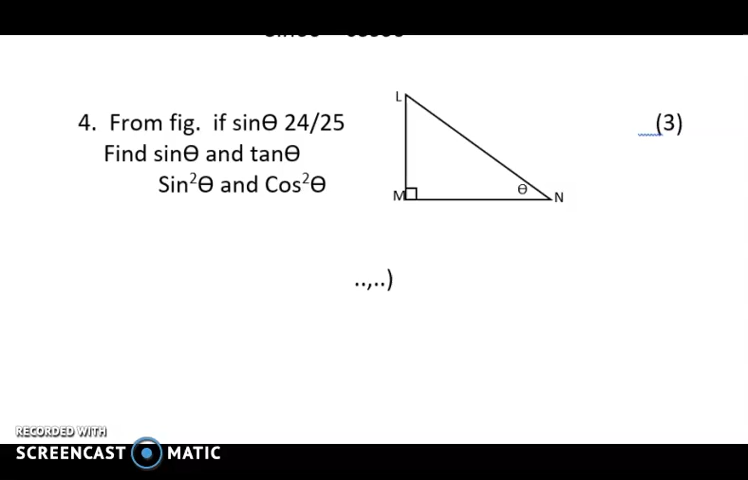 4. From fig. if sinΘ 24/25
(3)
Find sinΘ and tanΘ
Sin²Θ and Cos²Θ
L
M
Θ
N
..,..)
RECORDED WITH
SCREENCAST MATIC